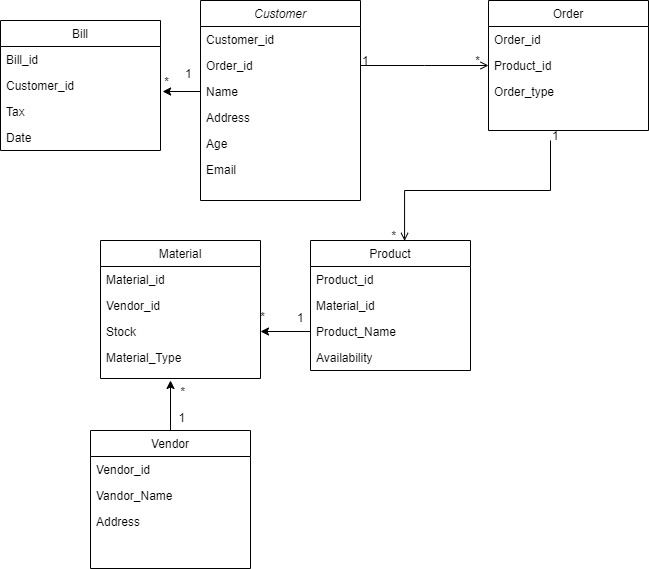 Bill
Bill_id
Customer_id
Tax
Date
Customer
Customer_id
Order_id
Name
Address
Age
Email
Order
Order_id
Product_id
Order_type
1
*
1
*
1
*
Material
Material_id
Vendor_id
Stock
Material_Type
Product
Product_id
Material_id
Product_Name
Availability
1
*
*
1
Vendor
Vendor_id
Vandor_Name
Address